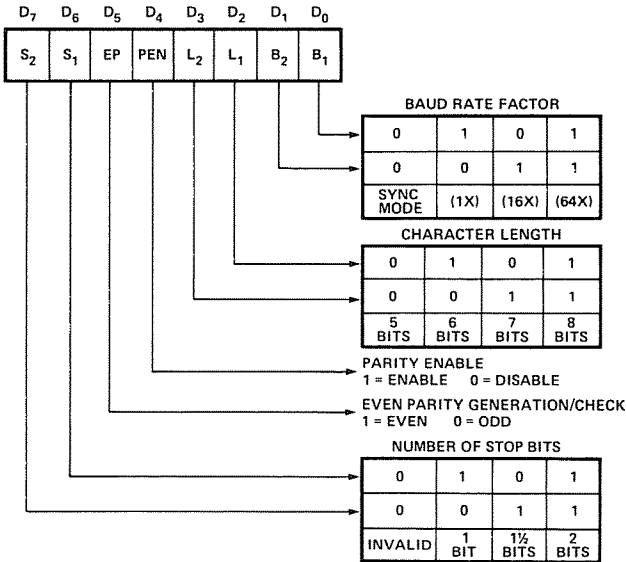 D7 D6 D5 D4 D3 D2 D1 D0
S2 S1 EP PEN L2 L1 B2 B1
BAUD RATE FACTOR
0 1 0 1
0 0 1 1
SYNC MODE (1X) (16X) (64X)
CHARACTER LENGTH
0 1 0 1
0 0 1 1
5 BITS 6 BITS 7 BITS 8 BITS
PARITY ENABLE
1 = ENABLE 0 = DISABLE
EVEN PARITY GENERATION/CHECK
1 = EVEN 0 = ODD
NUMBER OF STOP BITS
0 1 0 1
0 0 1 1
INVALID 1 BIT 1½ BITS 2 BITS